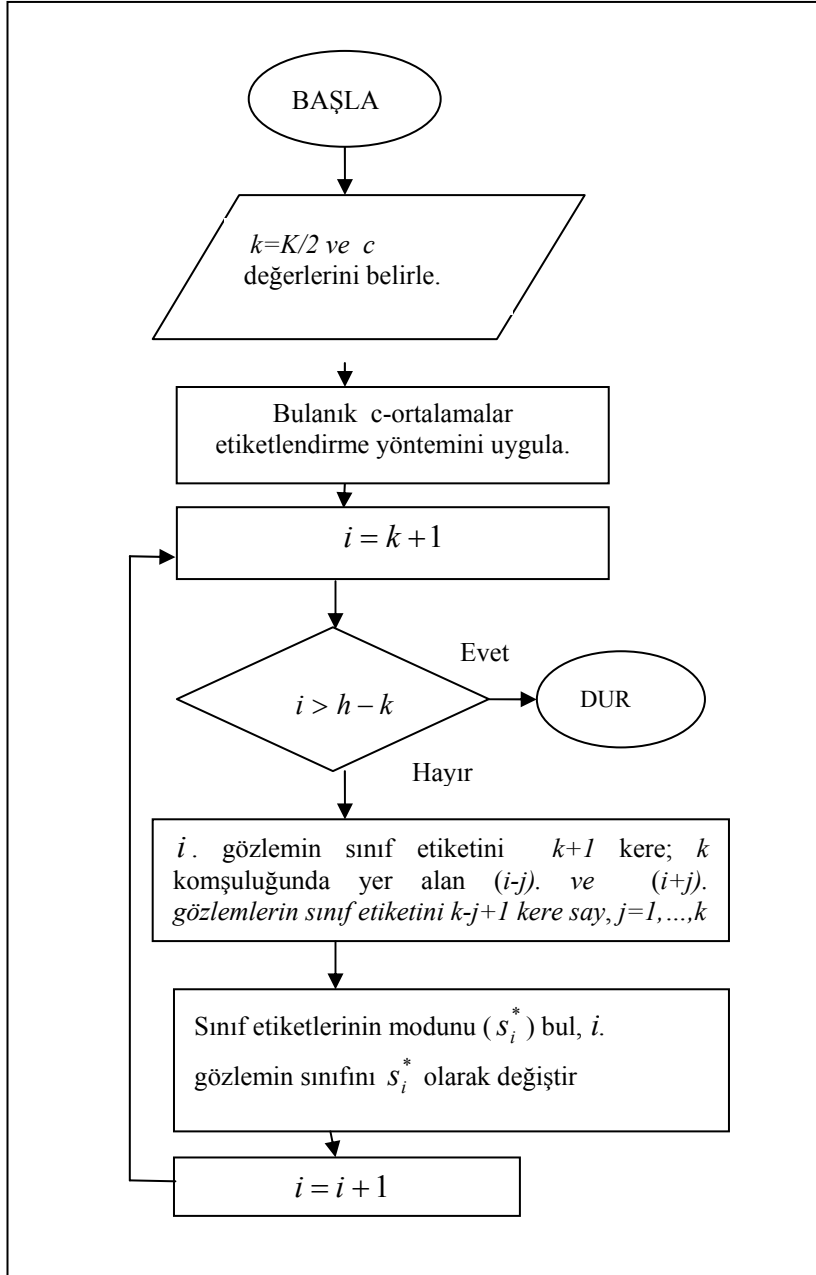 BAŞLA
k=K/2 ve c
değerlerini belirle.
Bulanık c-ortalamalar
etiketlendirme yöntemini uygula.
i = k + 1
Evet
i > h − k
DUR
Hayır
i. gözlemin sınıf etiketini k+1 kere; k
komşuluğunda yer alan (i-j). ve (i+j).
gözlemlerin sınıf etiketini k-j+1 kere say, j=1,…,k
Sınıf etiketlerinin modunu (s_i^*) bul, i.
gözlemin sınıfını s_i^* olarak değiştir
i = i + 1